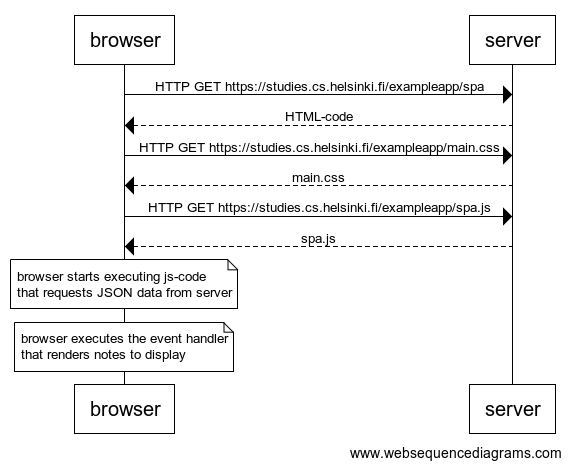 browser
server
HTTP GET https://studies.cs.helsinki.fi/exampleapp/spa
HTML-code
HTTP GET https://studies.cs.helsinki.fi/exampleapp/main.css
main.css
HTTP GET https://studies.cs.helsinki.fi/exampleapp/spa.js
spa.js
browser starts executing js-code
that requests JSON data from server
browser executes the event handler
that renders notes to display
browser
server
www.websequencediagrams.com